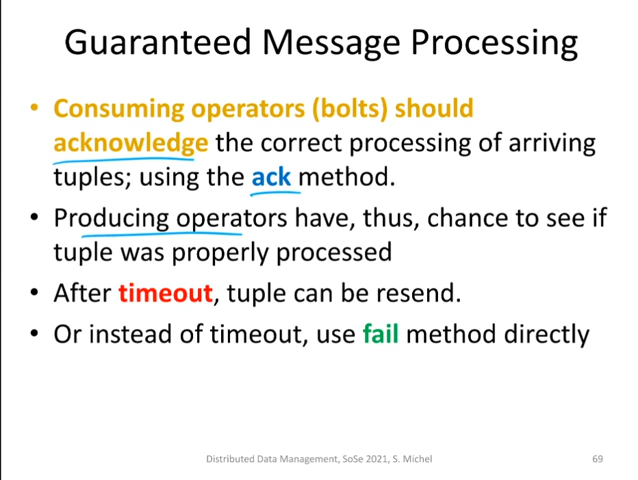 Guaranteed Message Processing
• Consuming operators (bolts) should
acknowledge the correct processing of arriving
tuples; using the ack method.
• Producing operators have, thus, chance to see if
tuple was properly processed
• After timeout, tuple can be resend.
• Or instead of timeout, use fail method directly
Distributed Data Management, SoSe 2021, S. Michel
69